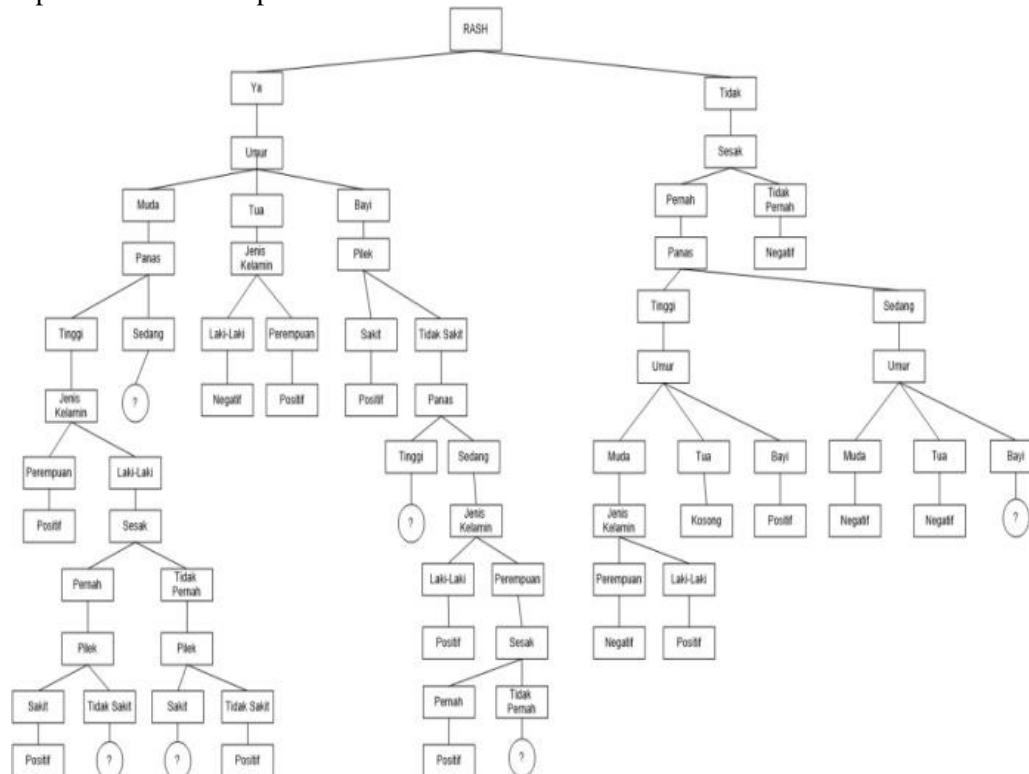 RASH
Ya
Tidak
Umur
Sesak
Muda
Tua
Bayi
Pernah
Tidak
Pernah
Panas
Jenis
Kelamin
Pilek
Panas
Negatif
Tinggi
Sedang
Tinggi
Sedang
Laki-Laki
Perempuan
Sakit
Tidak Sakit
Umur
Umur
Jenis
Kelamin
?
Negatif
Positif
Positif
Panas
Perempuan
Laki-Laki
Tinggi
Sedang
Muda
Tua
Bayi
Muda
Tua
Bayi
Positif
Sesak
?
Jenis
Kelamin
Jenis
Kelamin
Kosong
Positif
Negatif
Negatif
?
Pernah
Tidak
Pernah
Laki-Laki
Perempuan
Perempuan
Laki-Laki
Pilek
Pilek
Positif
Sesak
Negatif
Positif
Sakit
Tidak Sakit
Sakit
Tidak Sakit
Pernah
Tidak
Pernah
Positif
?
?
Positif
Positif
?